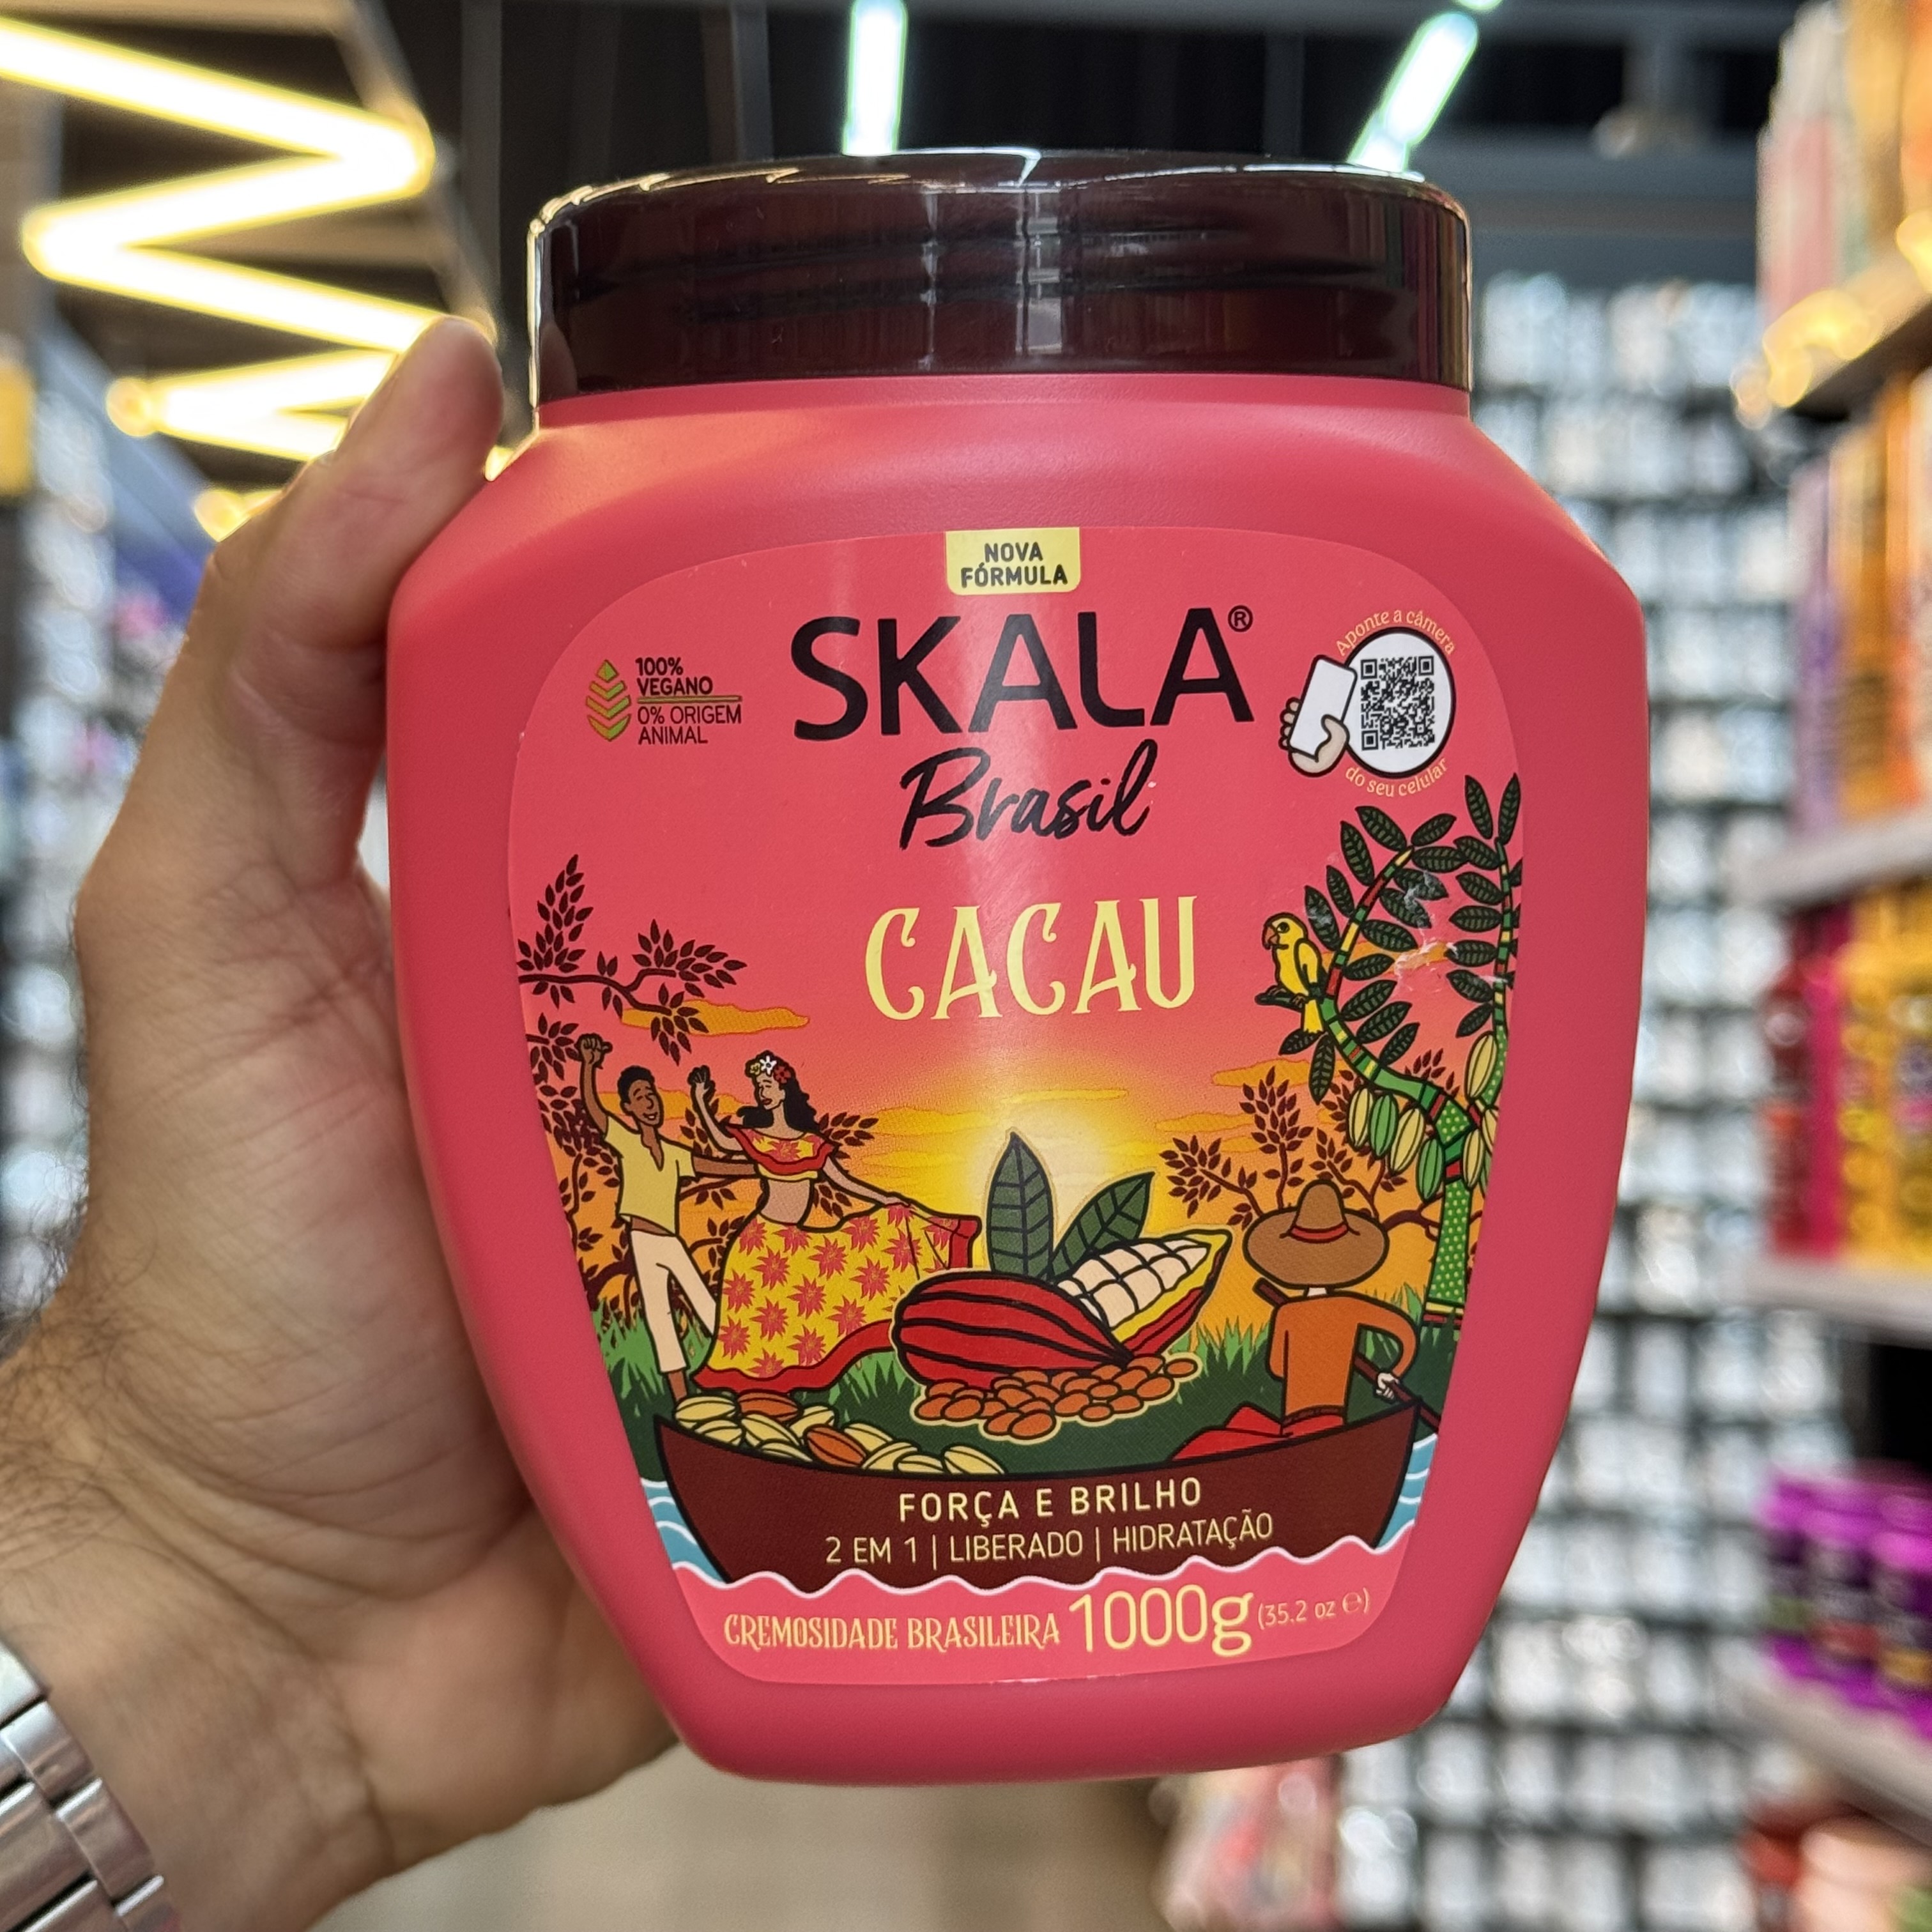 NOVA
FÓRMULA
SKALA®
Brasil
100%
VEGANO
0% ORIGEM
ANIMAL
Aponte a câmera
do seu celular
CACAU
FORÇA E BRILHO
2 EM 1 | LIBERADO | HIDRATAÇÃO
CREMOSIDADE BRASILEIRA 1000g (35.2 oz ℮)